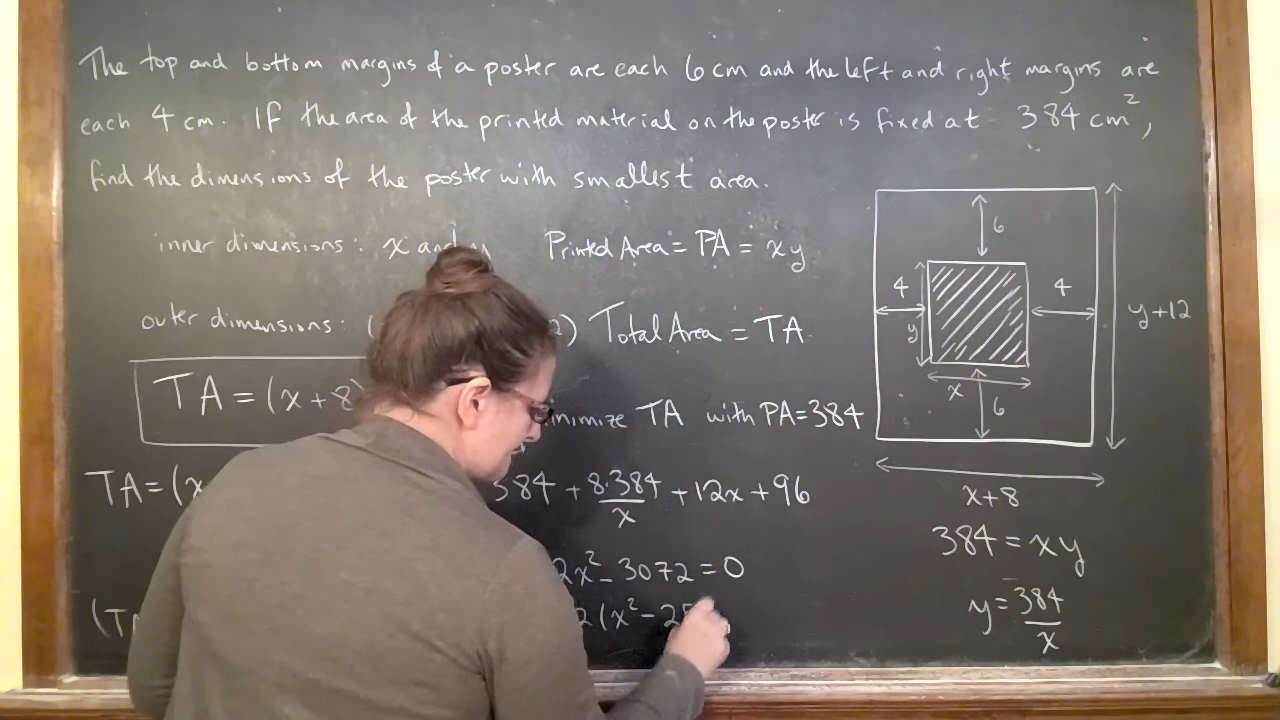 The top and bottom margins of a poster are each 6 cm and the left and right margins are
each 4 cm. If the area of the printed material on the poster is fixed at 384 cm²,
find the dimensions of the poster with smallest area.
inner dimensions: x and y Printed Area = PA = xy
outer dimensions: ( 2) Total Area = TA
TA = (x+8)
nimize TA with PA=384
TA=(x 384 + 8·384/x + 12x + 96
2x² - 3072 = 0
(TA 2(x² - 2
6
4
4
y
x
6
y+12
x+8
384 = xy
y = 384/x